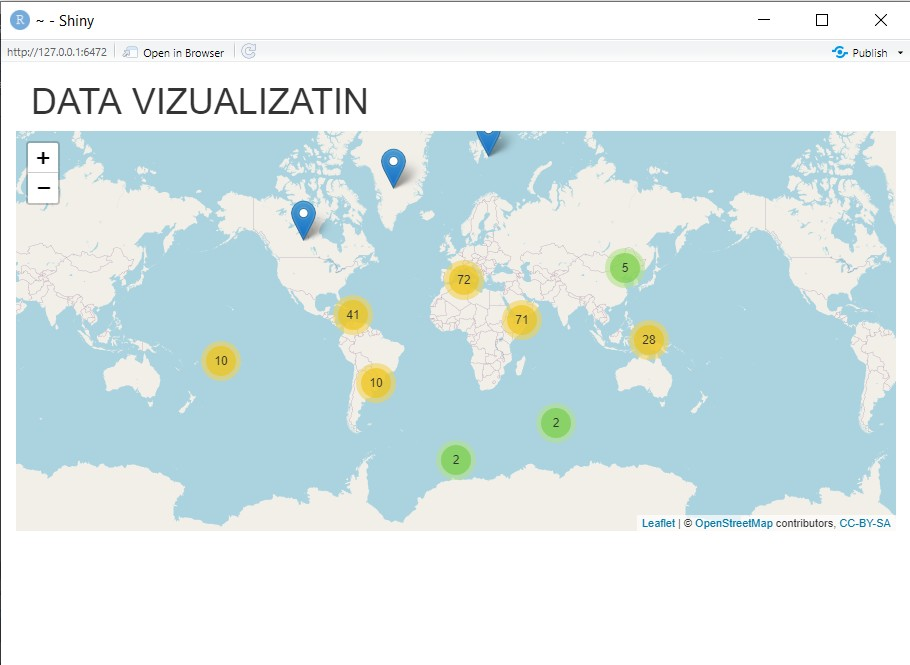 R ~ - Shiny
http://127.0.0.1:6472 Open in Browser Publish
DATA VIZUALIZATIN
+
−
5
72
41
71
28
10
10
2
2
Leaflet | © OpenStreetMap contributors, CC-BY-SA